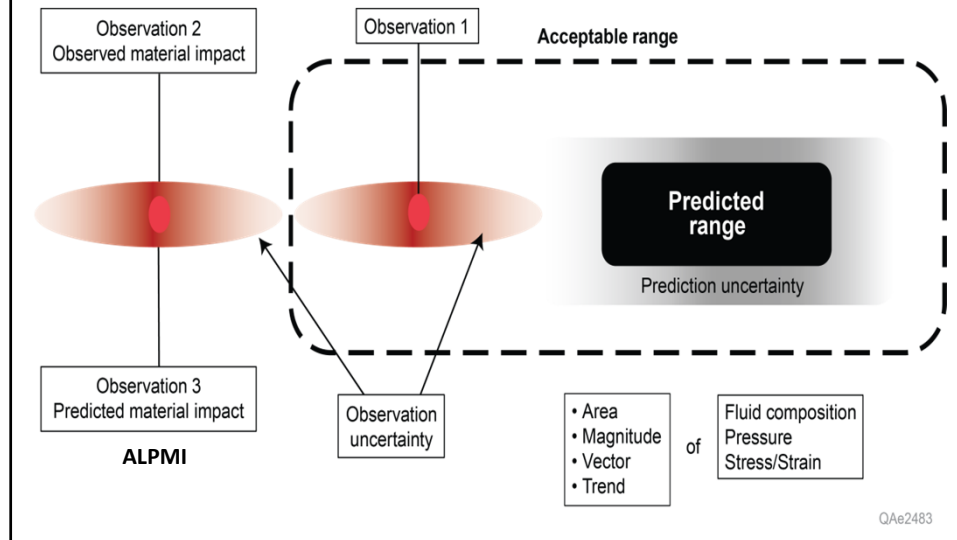 Observation 2
Observed material impact
Observation 1
Acceptable range
Predicted
range
Prediction uncertainty
Observation 3
Predicted material impact
ALPMI
Observation
uncertainty
• Area
• Magnitude
• Vector
• Trend
of
Fluid composition
Pressure
Stress/Strain
QAe2483